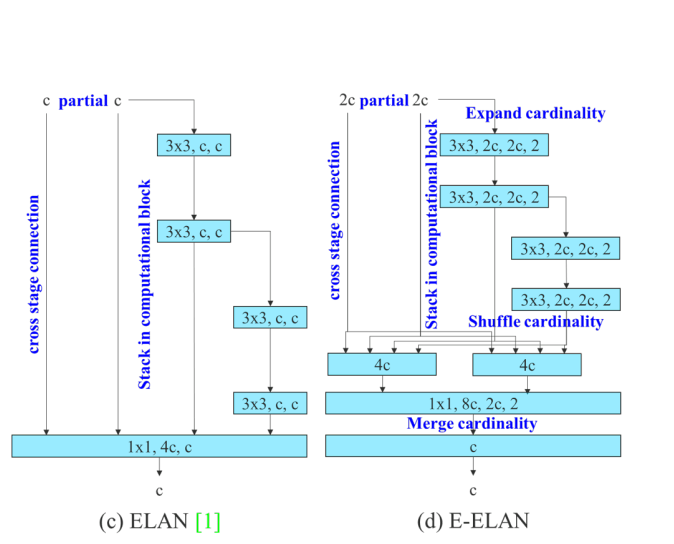 c partial c
3x3, c, c
3x3, c, c
3x3, c, c
3x3, c, c
cross stage connection
Stack in computational block
1x1, 4c, c
c
(c) ELAN [1]
2c partial 2c
Expand cardinality
3x3, 2c, 2c, 2
3x3, 2c, 2c, 2
3x3, 2c, 2c, 2
3x3, 2c, 2c, 2
cross stage connection
Stack in computational block
Shuffle cardinality
4c
4c
1x1, 8c, 2c, 2
Merge cardinality
c
c
(d) E-ELAN